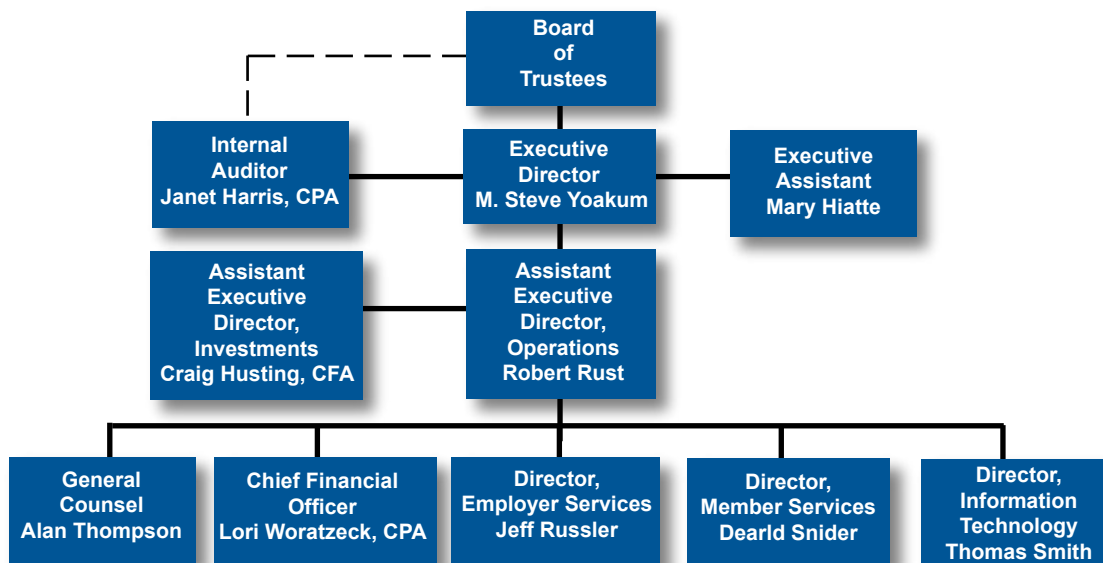 Board
of
Trustees
Internal
Auditor
Janet Harris, CPA
Executive
Director
M. Steve Yoakum
Executive
Assistant
Mary Hiatte
Assistant
Executive
Director,
Investments
Craig Husting, CFA
Assistant
Executive
Director,
Operations
Robert Rust
General
Counsel
Alan Thompson
Chief Financial
Officer
Lori Woratzeck, CPA
Director,
Employer Services
Jeff Russler
Director,
Member Services
Dearld Snider
Director,
Information
Technology
Thomas Smith